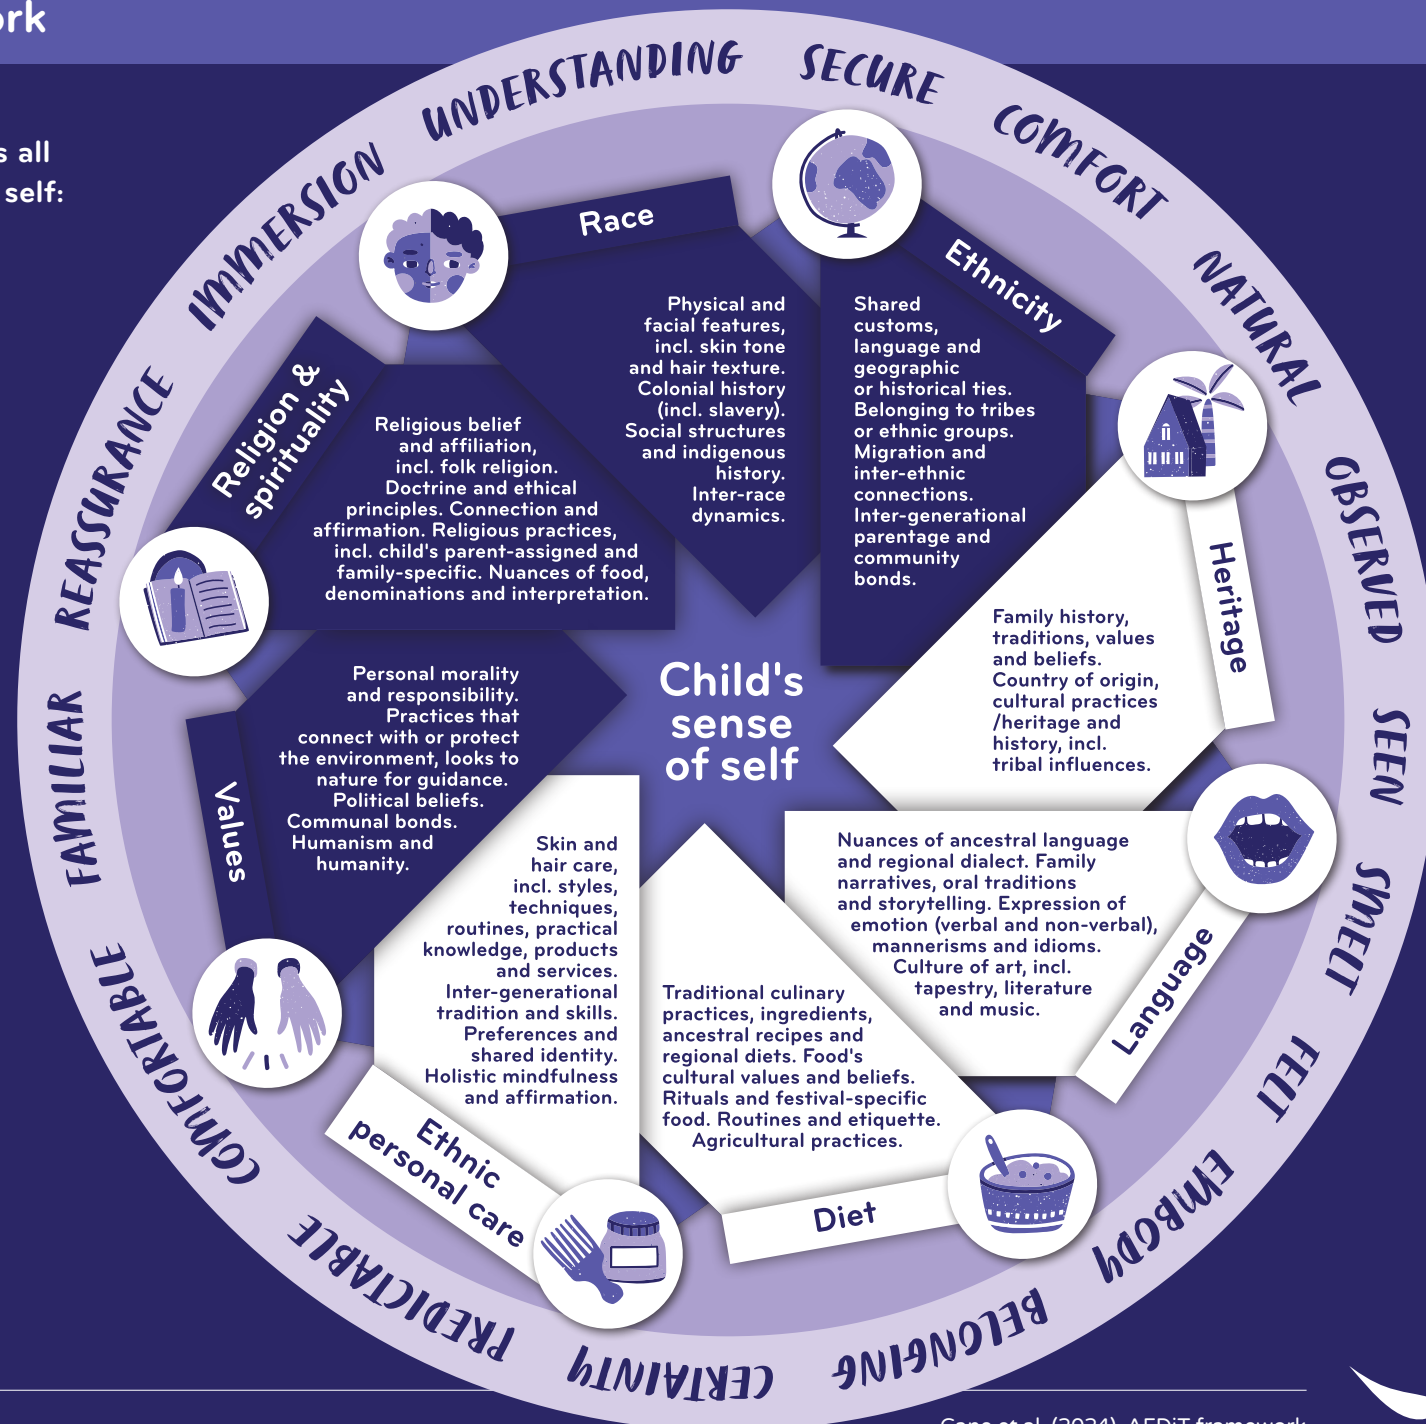 ork
s all
self:
UNDERSTANDING
SECURE
COMFORT
NATURAL
OBSERVED
SEEN
SMELT
FELT
EMBODY
BELONGING
CERTAINTY
PREDICTABLE
COMFORTABLE
FAMILIAR
REASSURANCE
IMMERSION
Race
Physical and
facial features,
incl. skin tone
and hair texture.
Colonial history
(incl. slavery).
Social structures
and indigenous
history.
Inter-race
dynamics.
Ethnicity
Shared
customs,
language and
geographic
or historical ties.
Belonging to tribes
or ethnic groups.
Migration and
inter-ethnic
connections.
Inter-generational
parentage and
community
bonds.
Heritage
Family history,
traditions, values
and beliefs.
Country of origin,
cultural practices
/heritage and
history, incl.
tribal influences.
Language
Nuances of ancestral language
and regional dialect. Family
narratives, oral traditions
and storytelling. Expression of
emotion (verbal and non-verbal),
mannerisms and idioms.
Culture of art, incl.
tapestry, literature
and music.
Diet
Traditional culinary
practices, ingredients,
ancestral recipes and
regional diets. Food's
cultural values and beliefs.
Rituals and festival-specific
food. Routines and etiquette.
Agricultural practices.
Ethnic
personal care
Skin and
hair care,
incl. styles,
techniques,
routines, practical
knowledge, products
and services.
Inter-generational
tradition and skills.
Preferences and
shared identity.
Holistic mindfulness
and affirmation.
Values
Personal morality
and responsibility.
Practices that
connect with or protect
the environment, looks to
nature for guidance.
Political beliefs.
Communal bonds.
Humanism and
humanity.
Religion &
spirituality
Religious belief
and affiliation,
incl. folk religion.
Doctrine and ethical
principles. Connection and
affirmation. Religious practices,
incl. child's parent-assigned and
family-specific. Nuances of food,
denominations and interpretation.
Child's
sense
of self
et al. (2024) AFDiT framework